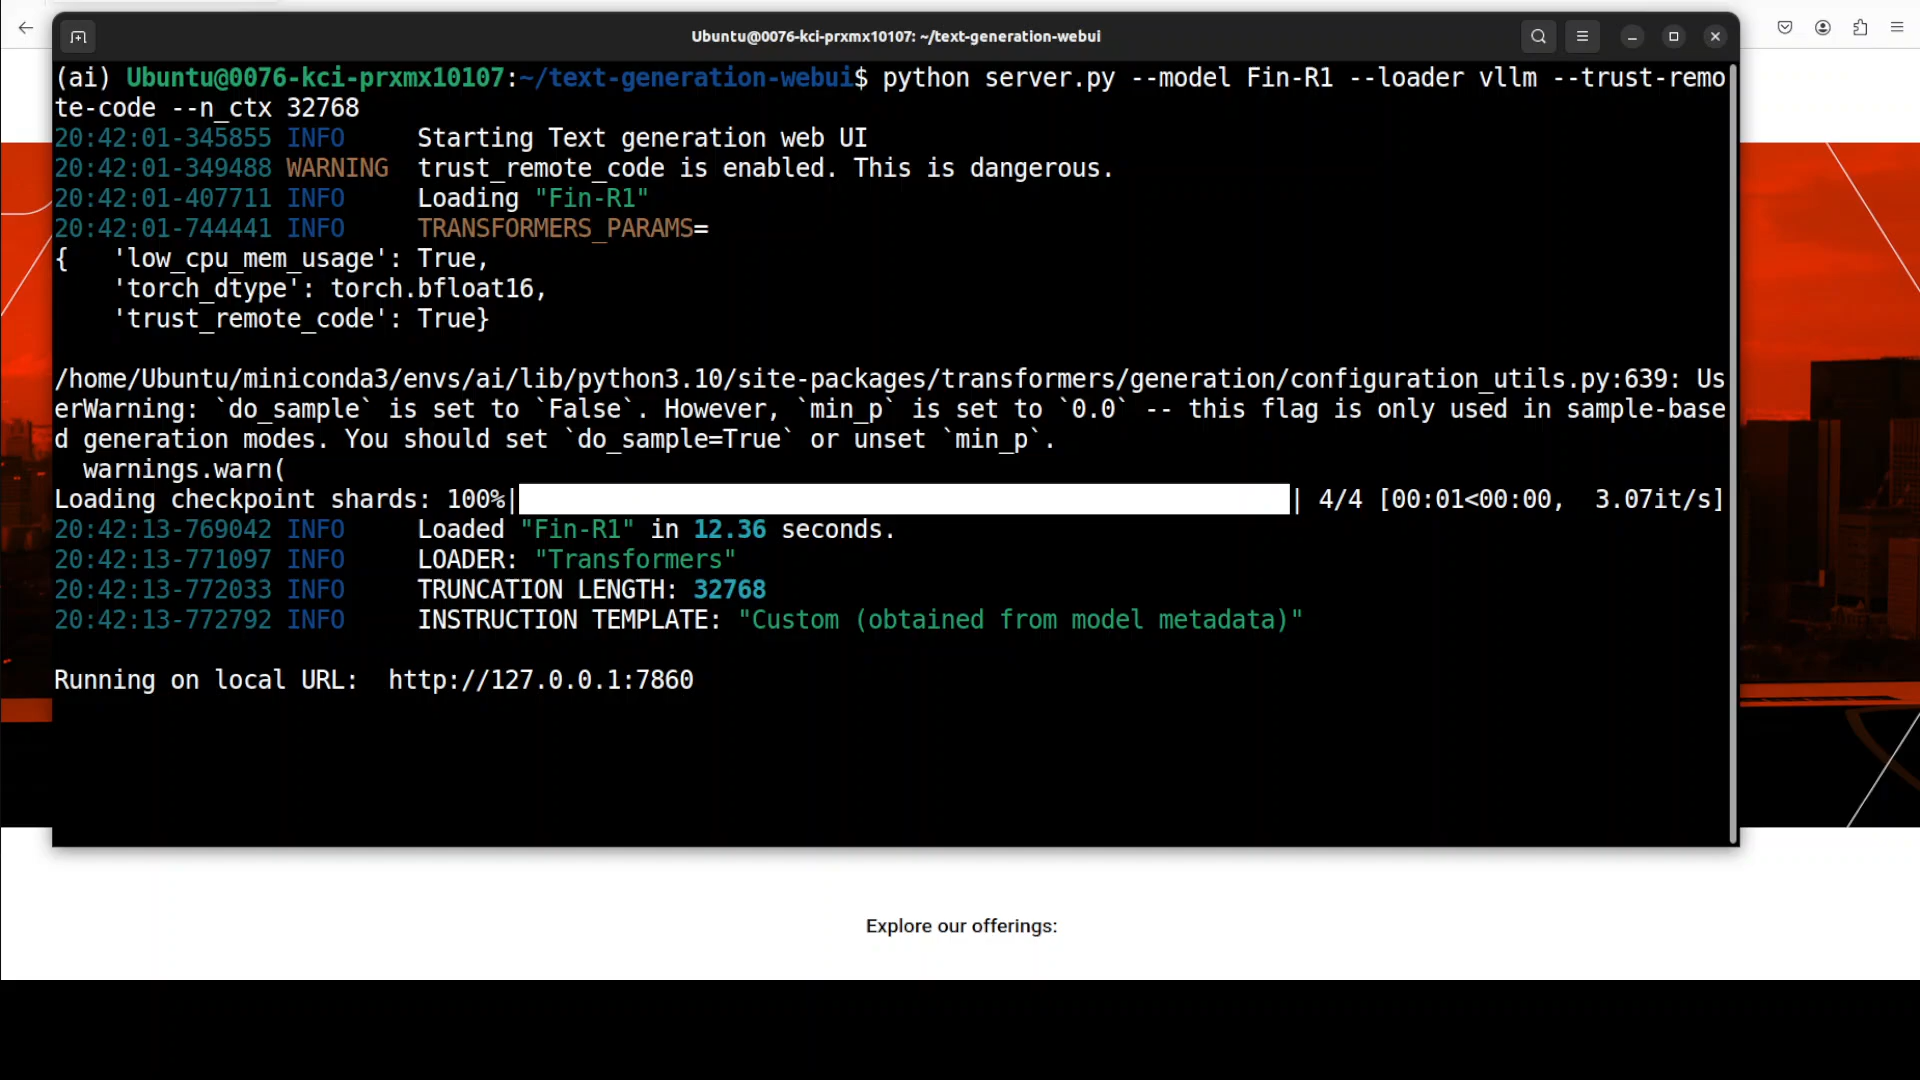 Ubuntu@0076-kci-prxmx10107: ~/text-generation-webui
(ai) Ubuntu@0076-kci-prxmx10107:~/text-generation-webui$ python server.py --model Fin-R1 --loader vllm --trust-remo
te-code --n_ctx 32768
20:42:01-345855 INFO     Starting Text generation web UI
20:42:01-349488 WARNING  trust_remote_code is enabled. This is dangerous.
20:42:01-407711 INFO     Loading "Fin-R1"
20:42:01-744441 INFO     TRANSFORMERS_PARAMS=
{   'low_cpu_mem_usage': True,
    'torch_dtype': torch.bfloat16,
    'trust_remote_code': True}
/home/Ubuntu/miniconda3/envs/ai/lib/python3.10/site-packages/transformers/generation/configuration_utils.py:639: Us
erWarning: `do_sample` is set to `False`. However, `min_p` is set to `0.0` -- this flag is only used in sample-base
d generation modes. You should set `do_sample=True` or unset `min_p`.
  warnings.warn(
Loading checkpoint shards: 100%| | 4/4 [00:01<00:00,  3.07it/s]
20:42:13-769042 INFO     Loaded "Fin-R1" in 12.36 seconds.
20:42:13-771097 INFO     LOADER: "Transformers"
20:42:13-772033 INFO     TRUNCATION LENGTH: 32768
20:42:13-772792 INFO     INSTRUCTION TEMPLATE: "Custom (obtained from model metadata)"
Running on local URL:  http://127.0.0.1:7860
Explore our offerings: